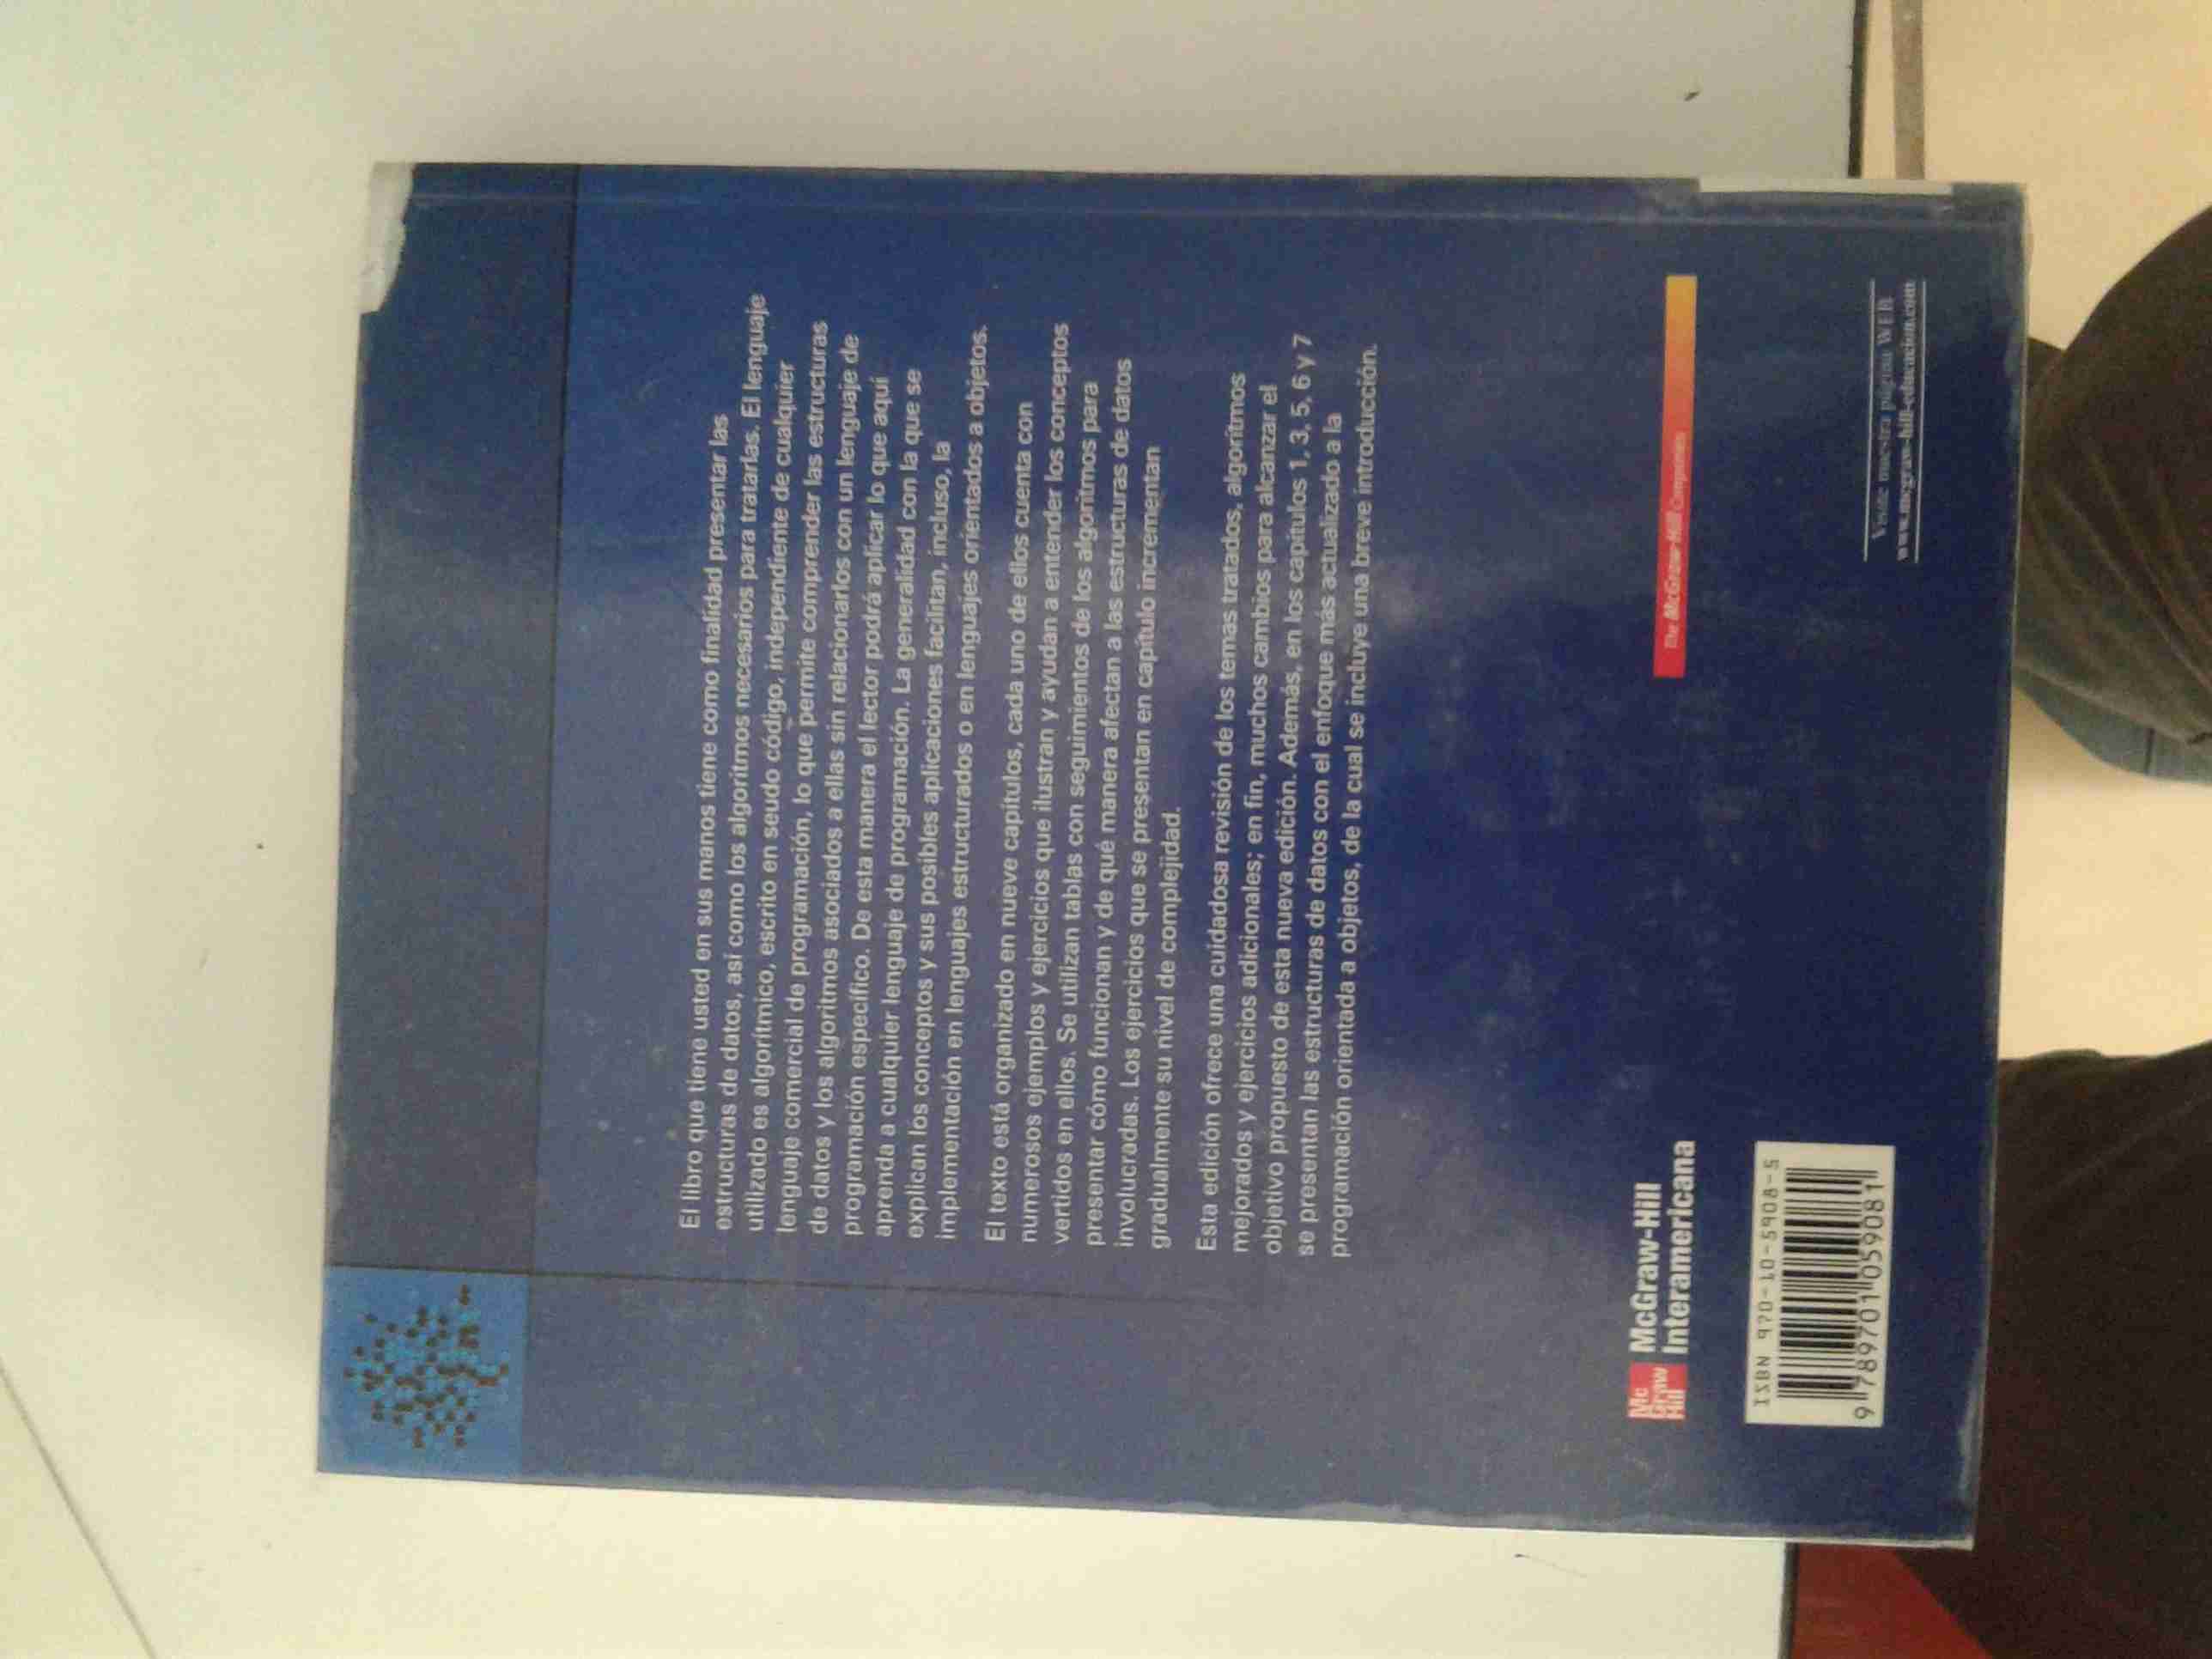 El libro que tiene usted en sus manos tiene como finalidad presentar las
estructuras de datos, así como los algoritmos necesarios para tratarlas. El lenguaje
utilizado es algorítmico, escrito en seudo código, independiente de cualquier
lenguaje comercial de programación, lo que permite comprender las estructuras
de datos y los algoritmos asociados a ellas sin relacionarlos con un lenguaje de
programación específico. De esta manera el lector podrá aplicar lo que aquí
aprenda a cualquier lenguaje de programación. La generalidad con la que se
explican los conceptos y sus posibles aplicaciones facilitan, incluso, la
implementación en lenguajes estructurados o en lenguajes orientados a objetos.
El texto está organizado en nueve capítulos, cada uno de ellos cuenta con
numerosos ejemplos y ejercicios que ilustran y ayudan a entender los conceptos
vertidos en ellos. Se utilizan tablas con seguimientos de los algoritmos para
presentar cómo funcionan y de qué manera afectan a las estructuras de datos
involucradas. Los ejercicios que se presentan en capítulo incrementan
gradualmente su nivel de complejidad.
Esta edición ofrece una cuidadosa revisión de los temas tratados, algoritmos
mejorados y ejercicios adicionales; en fin, muchos cambios para alcanzar el
objetivo propuesto de esta nueva edición. Además, en los capítulos 1, 3, 5, 6 y 7
se presentan las estructuras de datos con el enfoque más actualizado a la
programación orientada a objetos, de la cual se incluye una breve introducción.
Mc
Graw
Hill
McGraw-Hill
Interamericana
The McGraw-Hill Companies
ISBN 970-10-5908-5
9 789701 059081
Visite nuestra página WEB
www.mcgraw-hill-educacion.com